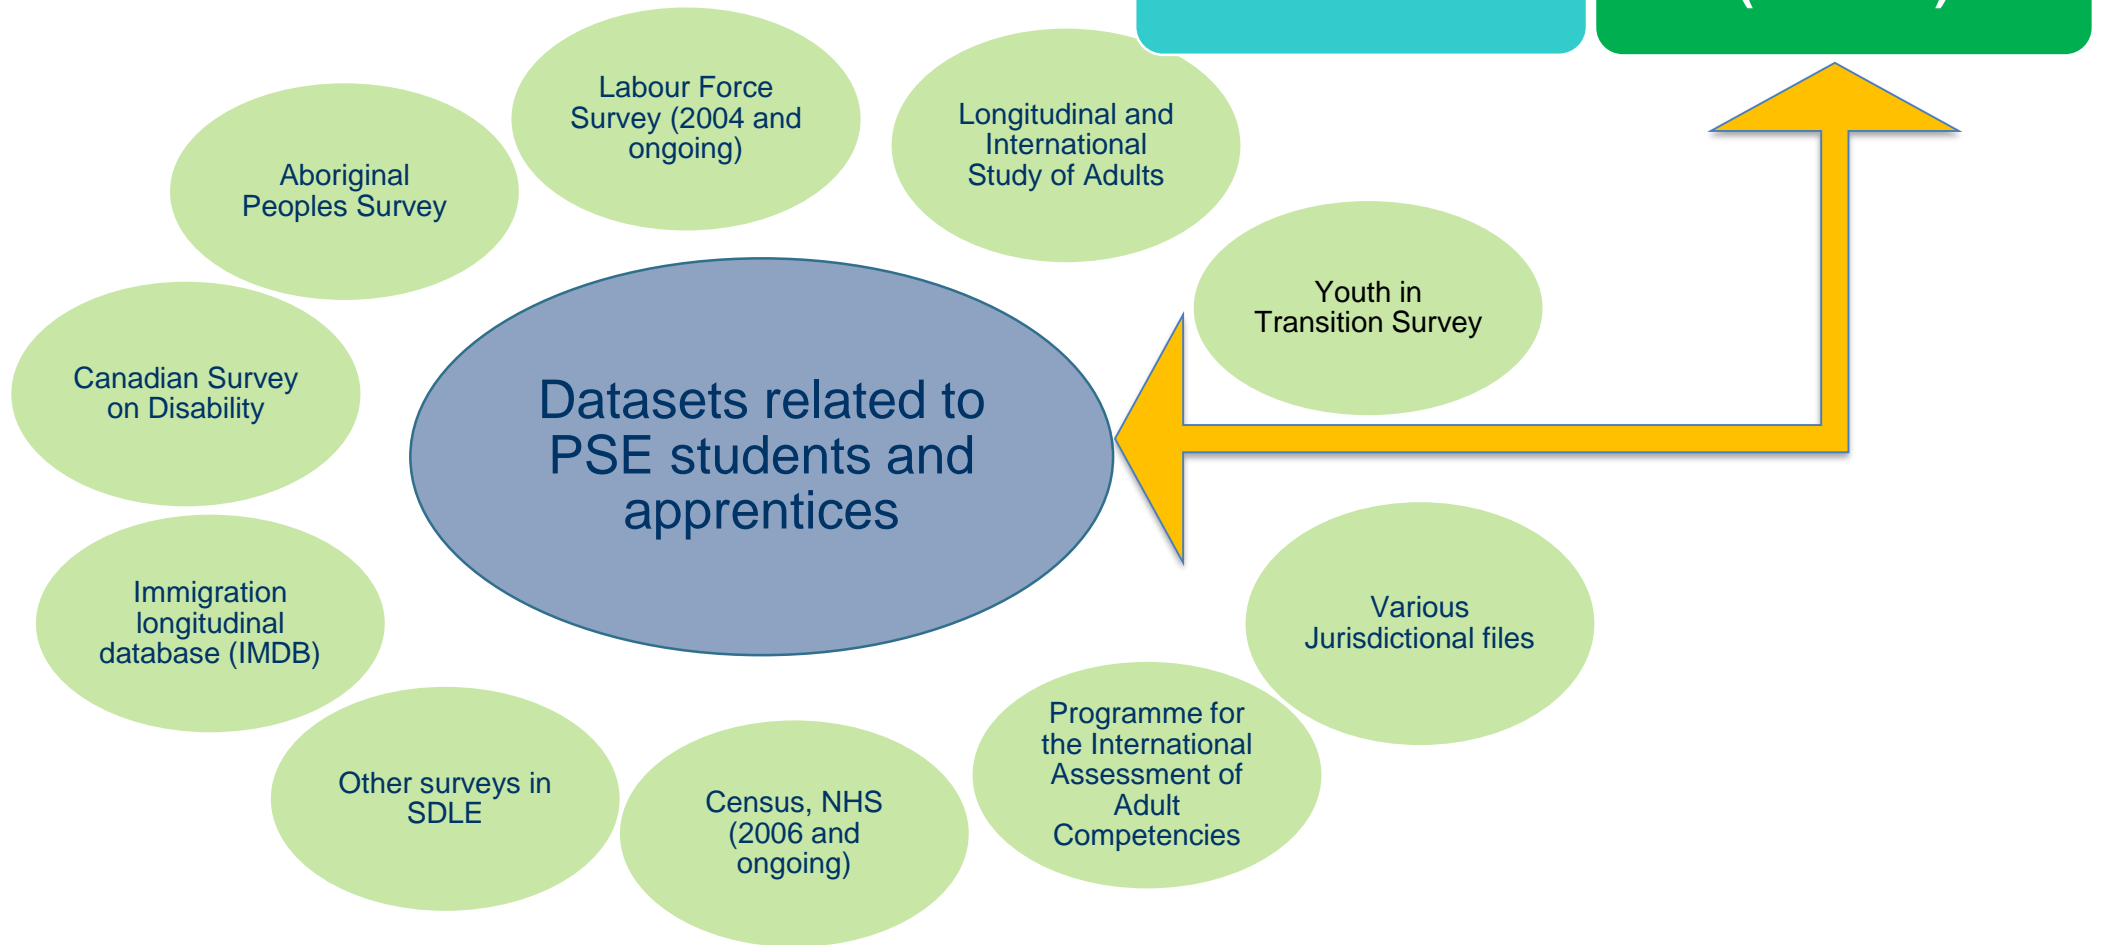 Labour Force
Survey (2004 and
ongoing)
Longitudinal and
International
Study of Adults
Aboriginal
Peoples Survey
Youth in
Transition Survey
Canadian Survey
on Disability
Datasets related to
PSE students and
apprentices
Immigration
longitudinal
database (IMDB)
Various
Jurisdictional files
Other surveys in
SDLE
Census, NHS
(2006 and
ongoing)
Programme for
the International
Assessment of
Adult
Competencies